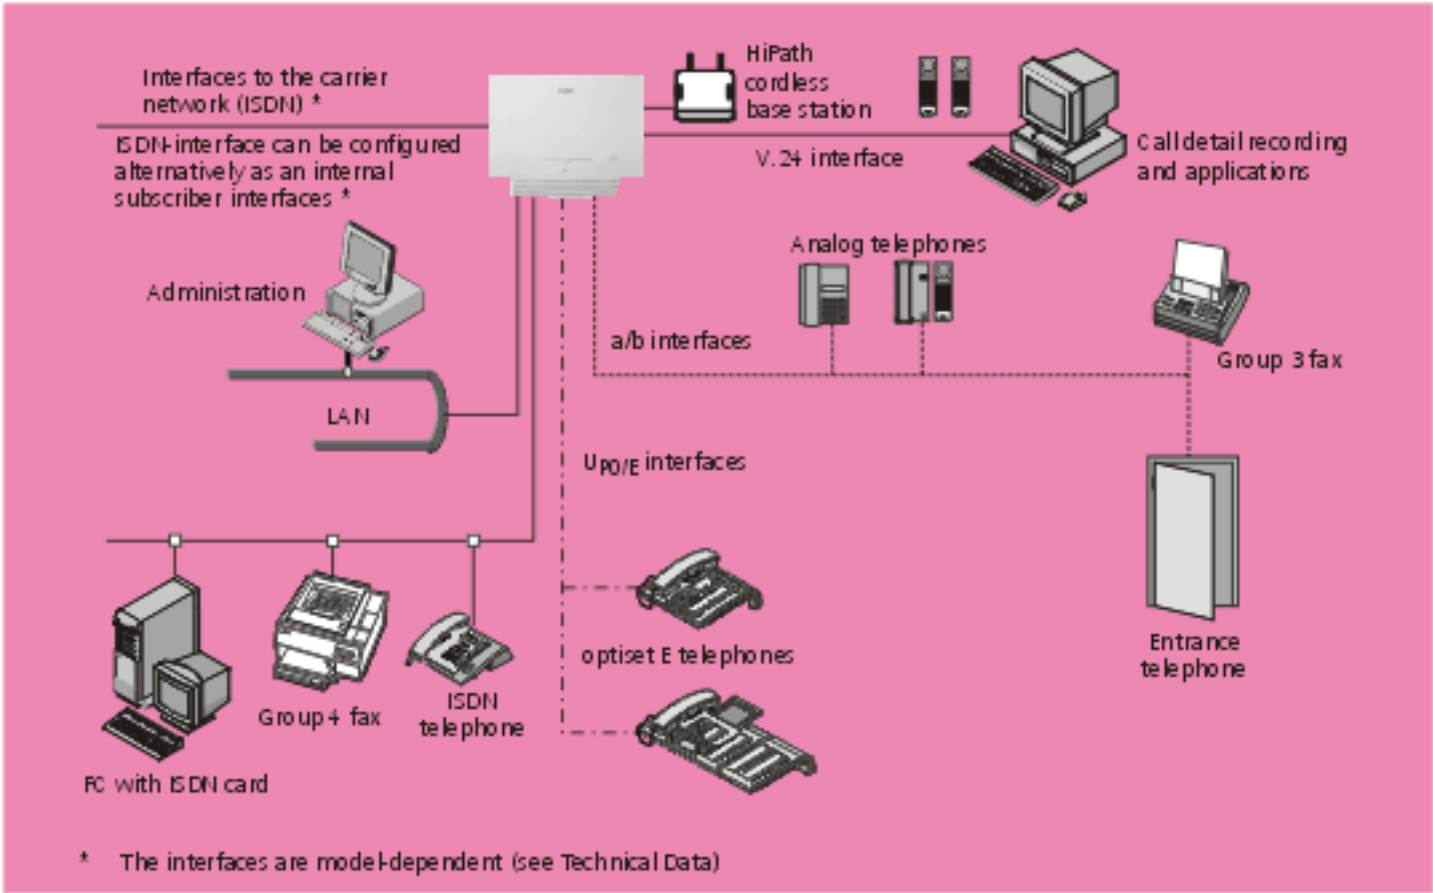 Interfaces to the carrier
network (ISDN) *
ISDN-interface can be configured
alternatively as an internal
subscriber interfaces *
HiPath
cordless
base station
V.24 interface
Call detail recording
and applications
Administration
Analog telephones
a/b interfaces
Group 3 fax
LAN
UP0/E interfaces
optiset E telephones
Entrance
telephone
ISDN
telephone
Group 4 fax
PC with ISDN card
* The interfaces are model-dependent (see Technical Data)